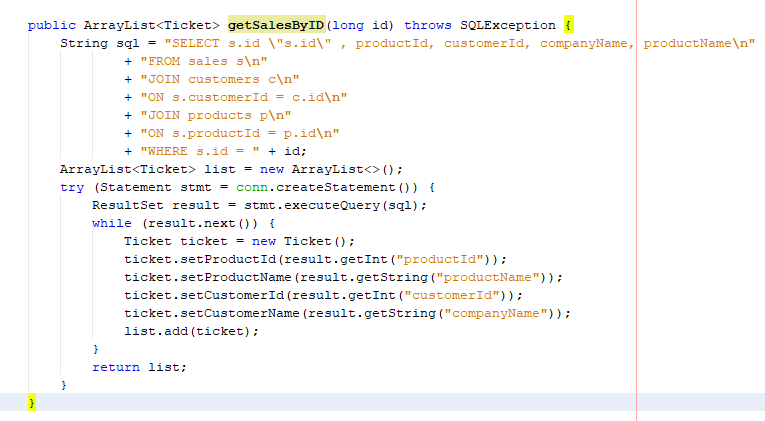 public ArrayList<Ticket> getSalesByID(long id) throws SQLException {
    String sql = "SELECT s.id \"s.id\" , productId, customerId, companyName, productName\n"
            + "FROM sales s\n"
            + "JOIN customers c\n"
            + "ON s.customerId = c.id\n"
            + "JOIN products p\n"
            + "ON s.productId = p.id\n"
            + "WHERE s.id = " + id;
    ArrayList<Ticket> list = new ArrayList<>();
    try (Statement stmt = conn.createStatement()) {
        ResultSet result = stmt.executeQuery(sql);
        while (result.next()) {
            Ticket ticket = new Ticket();
            ticket.setProductId(result.getInt("productId"));
            ticket.setProductName(result.getString("productName"));
            ticket.setCustomerId(result.getInt("customerId"));
            ticket.setCustomerName(result.getString("companyName"));
            list.add(ticket);
        }
        return list;
    }
}